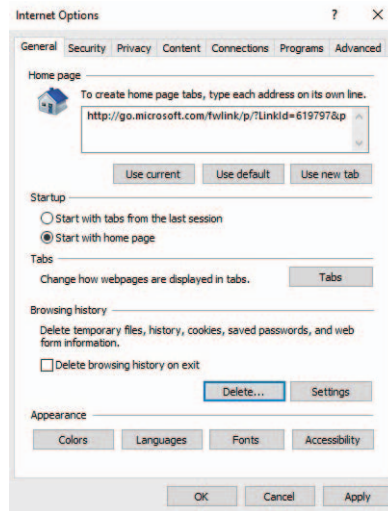 Internet Options ? X
General Security Privacy Content Connections Programs Advanced
Home page
To create home page tabs, type each address on its own line.
http://go.microsoft.com/fwlink/p/?LinkId=619797&p
Use current Use default Use new tab
Startup
Start with tabs from the last session
Start with home page
Tabs
Change how webpages are displayed in tabs. Tabs
Browsing history
Delete temporary files, history, cookies, saved passwords, and web
form information.
Delete browsing history on exit
Delete... Settings
Appearance
Colors Languages Fonts Accessibility
OK Cancel Apply